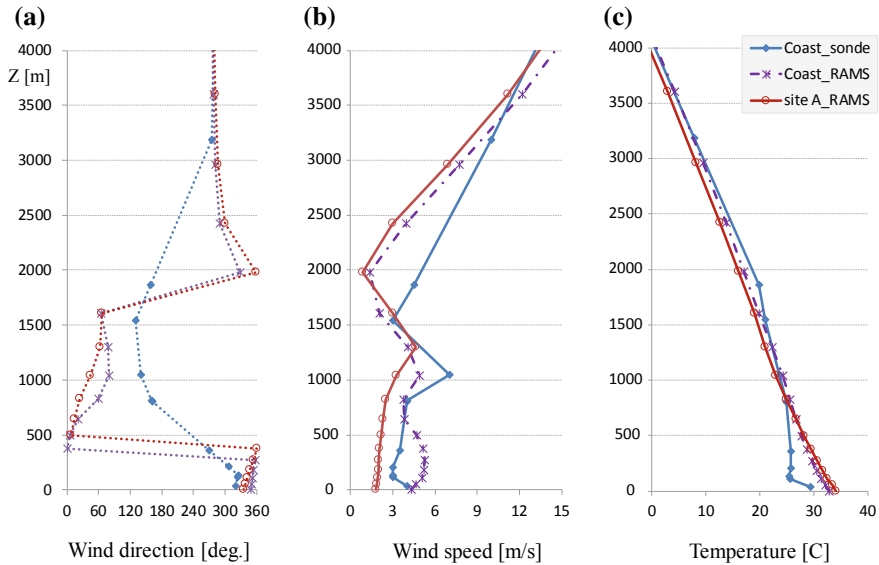 (a)
(b)
(c)
4000
3500
3000
2500
2000
1500
1000
500
0
Z [m]
0 60 120 180 240 300 360
Wind direction [deg.]
4000
3500
3000
2500
2000
1500
1000
500
0
0 3 6 9 12 15
Wind speed [m/s]
4000
3500
3000
2500
2000
1500
1000
500
0
0 10 20 30 40
Temperature [C]
Coast_sonde
Coast_RAMS
site A_RAMS